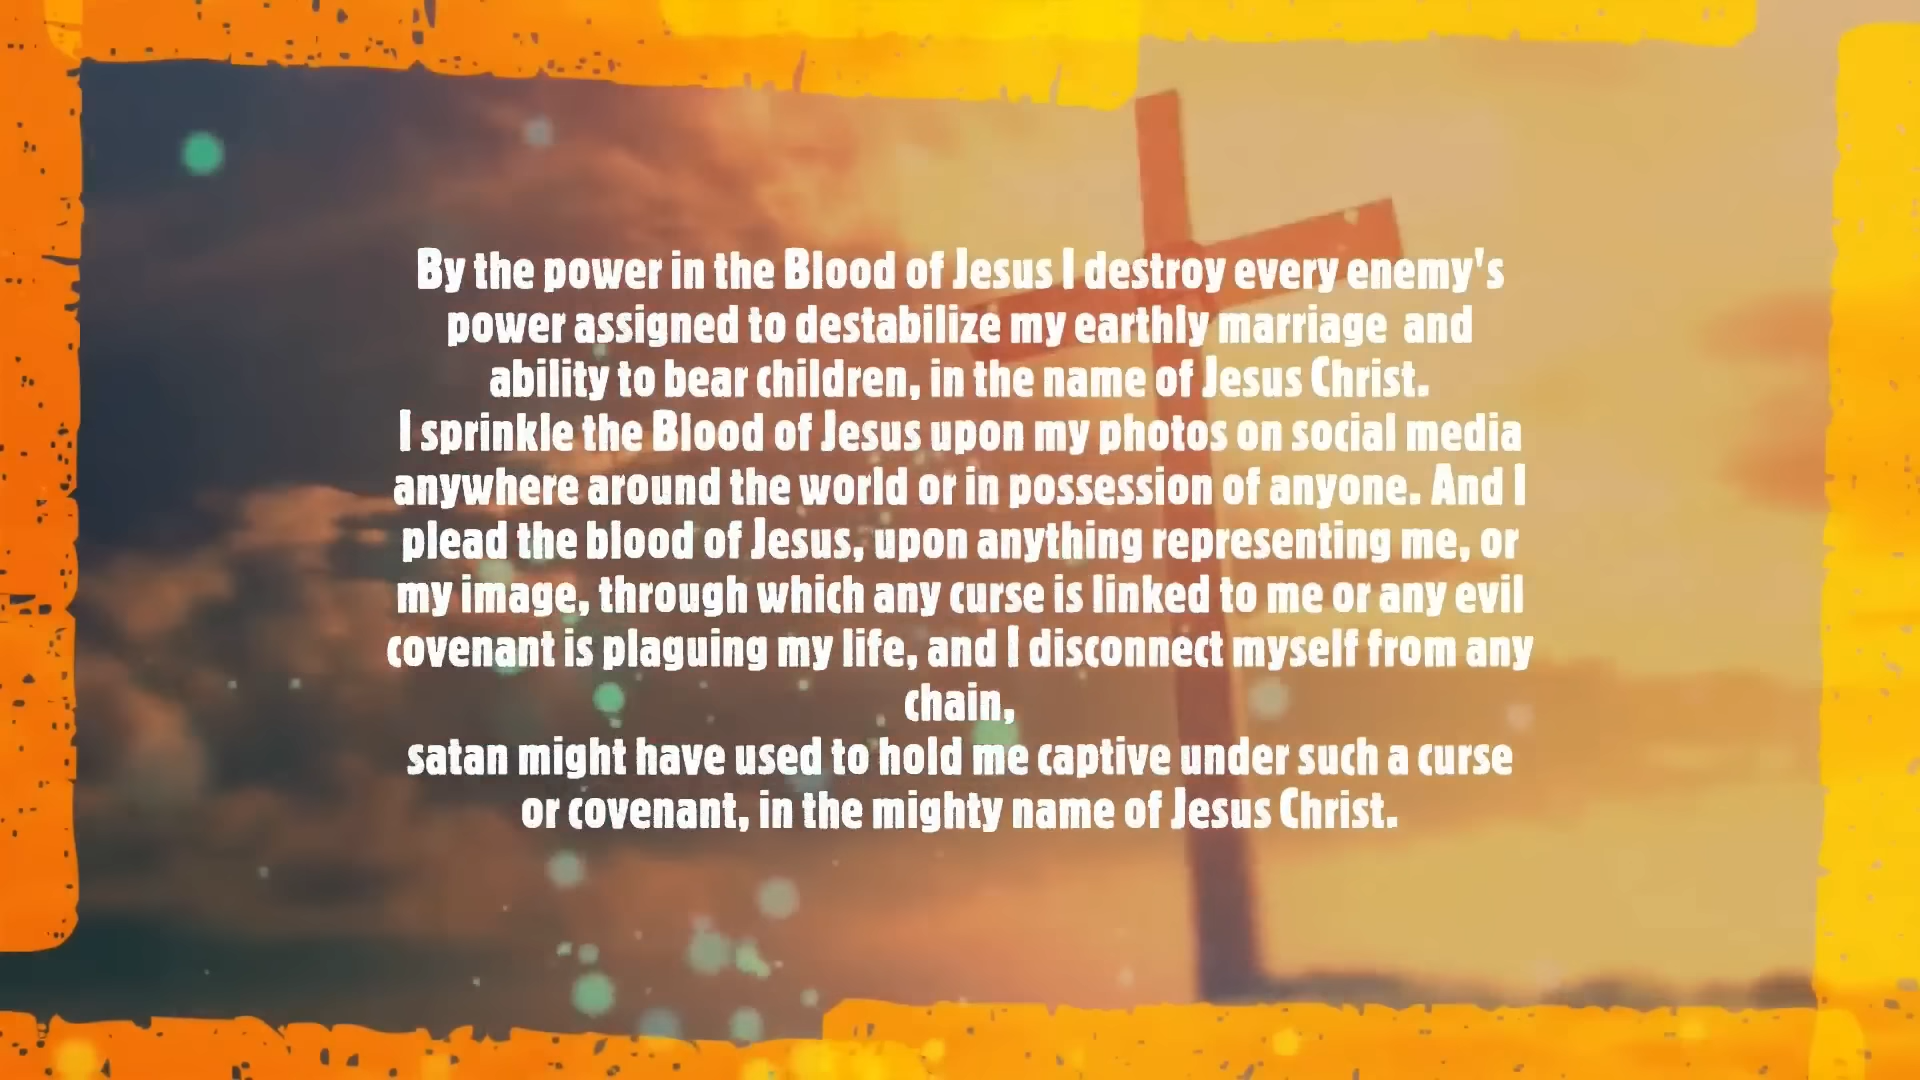 By the power in the Blood of Jesus I destroy every enemy's
power assigned to destabilize my earthly marriage  and
ability to bear children, in the name of Jesus Christ.
I sprinkle the Blood of Jesus upon my photos on social media
anywhere around the world or in possession of anyone. And I
plead the blood of Jesus, upon anything representing me, or
my image, through which any curse is linked to me or any evil
covenant is plaguing my life, and I disconnect myself from any
chain,
satan might have used to hold me captive under such a curse
or covenant, in the mighty name of Jesus Christ.